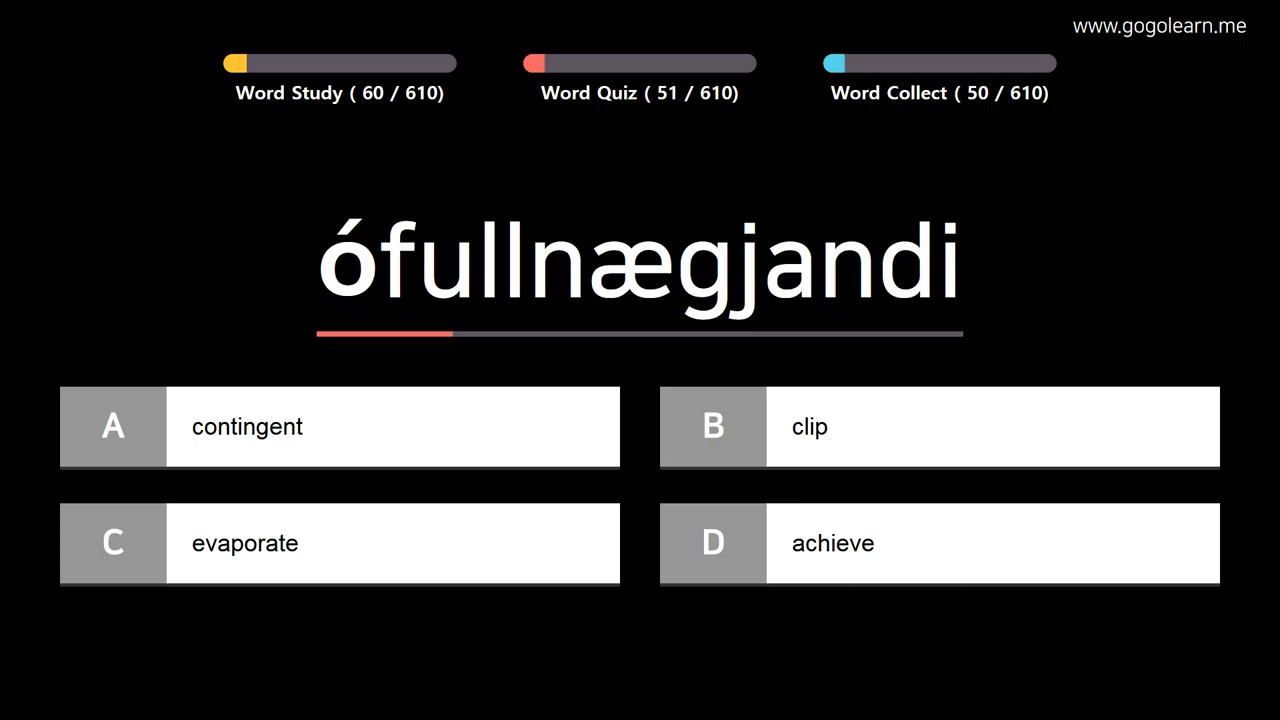 www.gogolearn.me
Word Study ( 60 / 610)
Word Quiz ( 51 / 610)
Word Collect ( 50 / 610)
ófullnægjandi
A
contingent
B
clip
C
evaporate
D
achieve